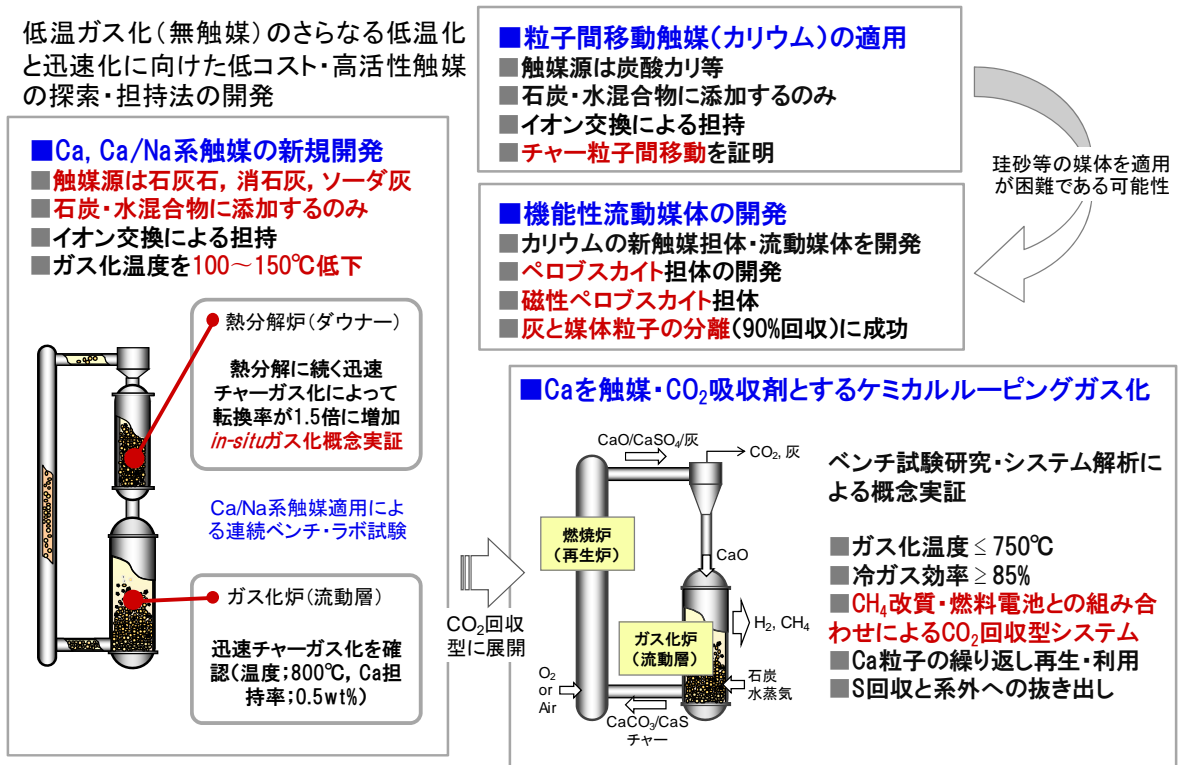 低温ガス化(無触媒)のさらなる低温化
と迅速化に向けた低コスト・高活性触媒
の探索・担持法の開発
■Ca, Ca/Na系触媒の新規開発
■触媒源は石灰石, 消石灰, ソーダ灰
■石炭・水混合物に添加するのみ
■イオン交換による担持
■ガス化温度を100~150℃低下
熱分解炉(ダウナー)
熱分解に続く迅速
チャーガス化によって
転換率が1.5倍に増加
in-situガス化概念実証
Ca/Na系触媒適用によ
る連続ベンチ・ラボ試験
ガス化炉(流動層)
迅速チャーガス化を確
認(温度;800℃, Ca担
持率;0.5wt%)
■粒子間移動触媒(カリウム)の適用
■触媒源は炭酸カリ等
■石炭・水混合物に添加するのみ
■イオン交換による担持
■チャー粒子間移動を証明
珪砂等の媒体を適用
が困難である可能性
■機能性流動媒体の開発
■カリウムの新触媒担体・流動媒体を開発
■ペロブスカイト担体の開発
■磁性ペロブスカイト担体
■灰と媒体粒子の分離(90%回収)に成功
CO₂回収
型に展開
■Caを触媒・CO₂吸収剤とするケミカルルーピングガス化
CaO/CaSO₄/灰
CO₂, 灰
燃焼炉
(再生炉)
CaO
ガス化炉
(流動層)
H₂, CH₄
O₂
or
Air
石炭
水蒸気
CaCO₃/CaS
チャー
ベンチ試験研究・システム解析に
よる概念実証
■ガス化温度≤750℃
■冷ガス効率≥85%
■CH₄改質・燃料電池との組み合
わせによるCO₂回収型システム
■Ca粒子の繰り返し再生・利用
■S回収と系外への抜き出し